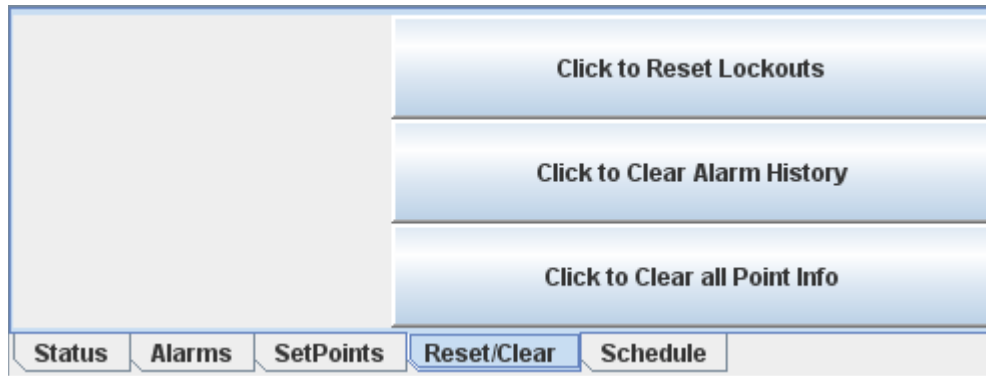 Click to Reset Lockouts
Click to Clear Alarm History
Click to Clear all Point Info
Status Alarms SetPoints Reset/Clear Schedule